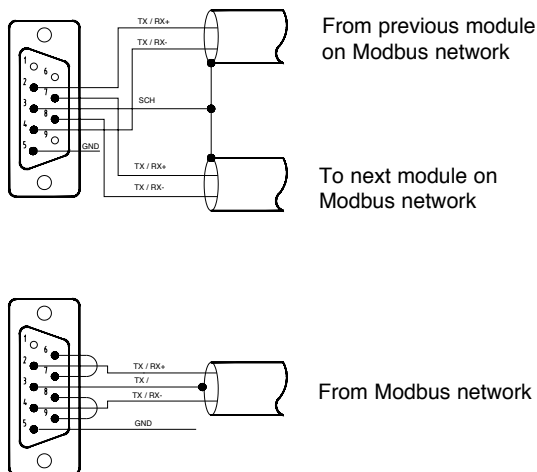 TX / RX+
From previous module
on Modbus network
TX / RX-
1
6
2
7
3
SCH
8
4
9
GND
5
TX / RX+
To next module on
Modbus network
TX / RX-
1
6
2
TX / RX+
7
3
TX /
From Modbus network
8
TX / RX-
4
9
GND
5